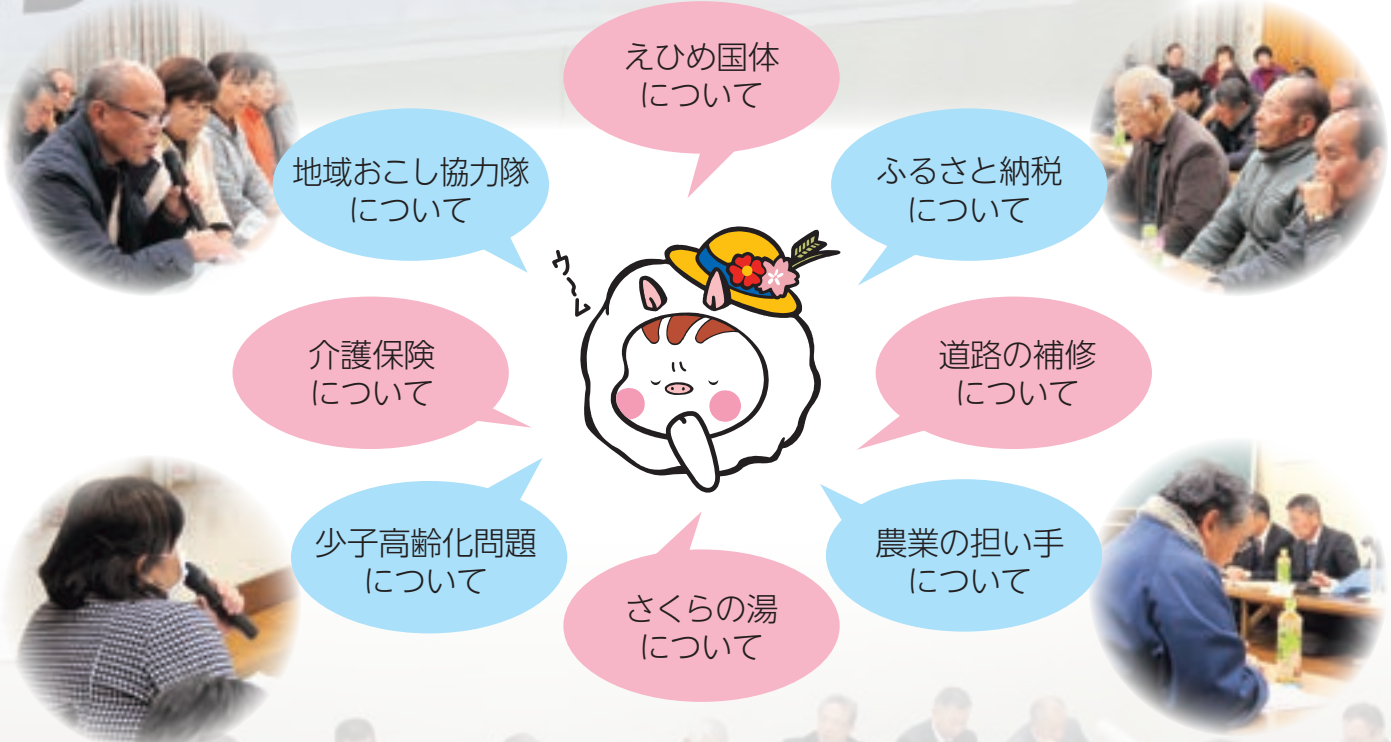 えひめ国体
について
地域おこし協力隊
について
ふるさと納税
について
ウ～ム
介護保険
について
道路の補修
について
少子高齢化問題
について
農業の担い手
について
さくらの湯
について